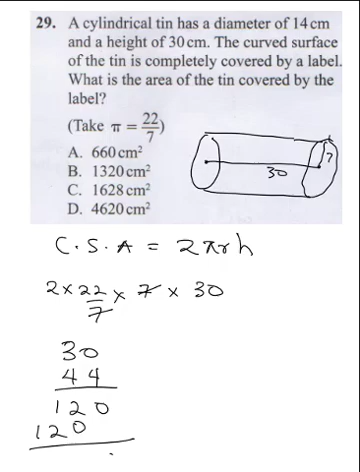 29. A cylindrical tin has a diameter of 14 cm
and a height of 30 cm. The curved surface
of the tin is completely covered by a label.
What is the area of the tin covered by the
label?
(Take π = 22/7)
A. 660 cm²
B. 1320 cm²
C. 1628 cm²
D. 4620 cm²
7
30
C.S.A = 2πrh
2 × 22/7 × 7 × 30
30
44
120
120